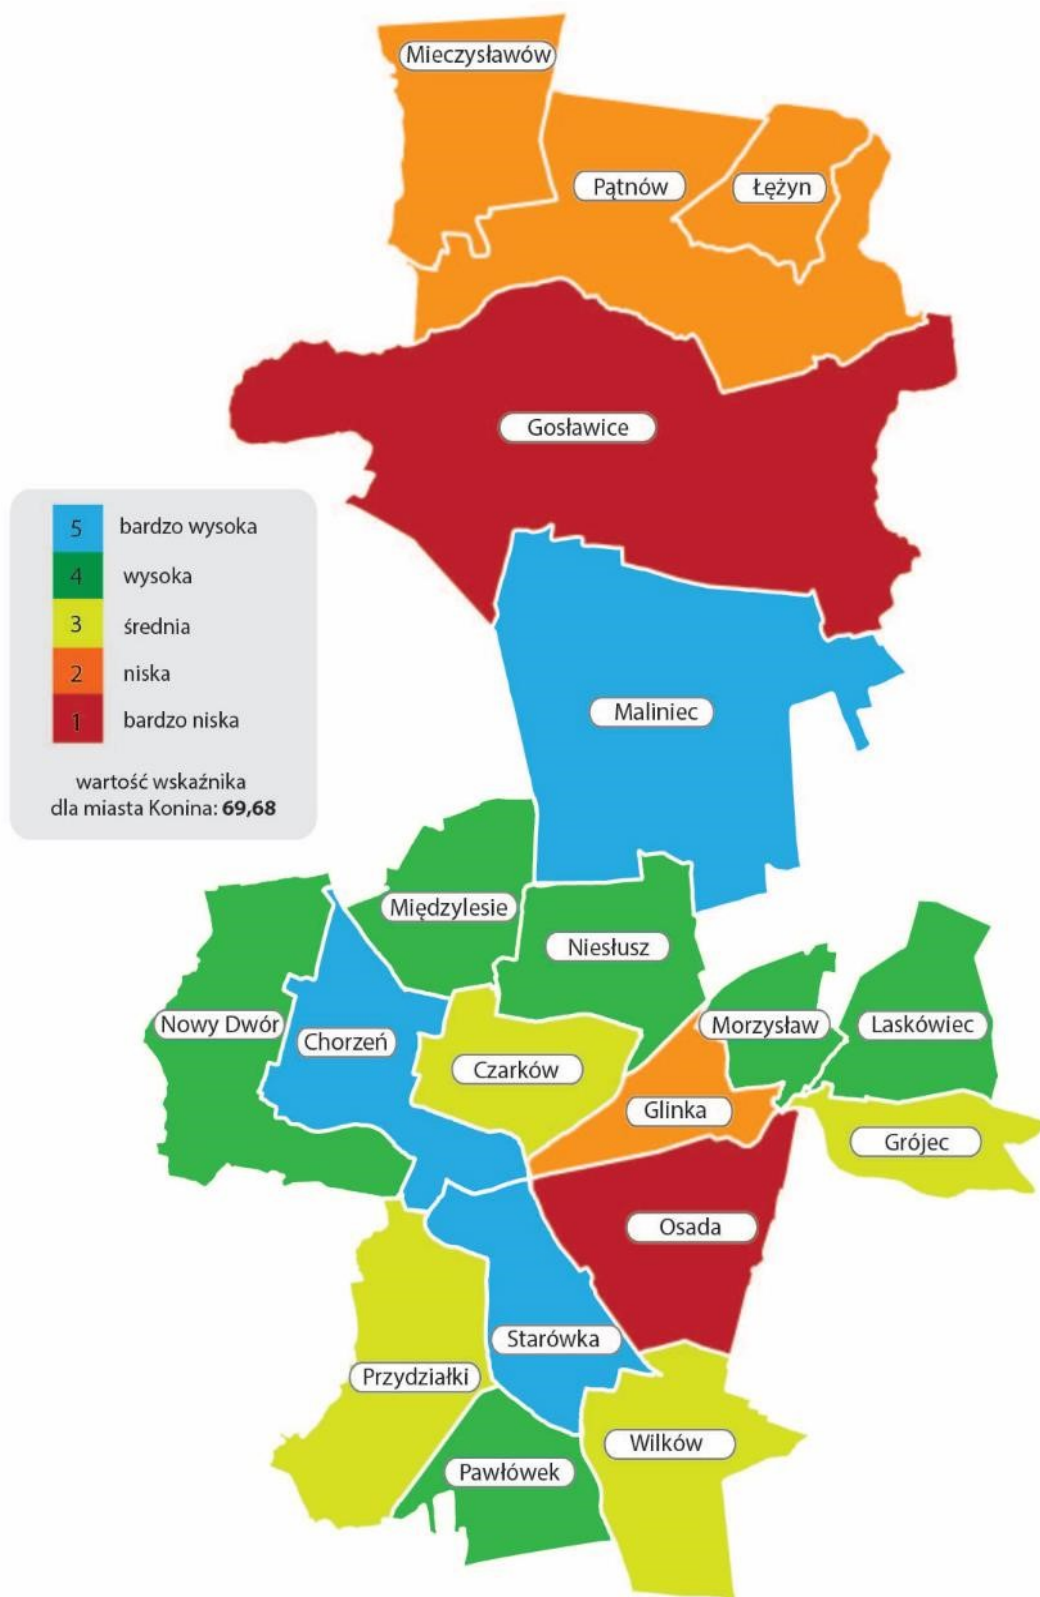 Mieczysławów
Pątnów
Łężyn
Gosławice
5 bardzo wysoka
4 wysoka
3 średnia
2 niska
1 bardzo niska
wartość wskaźnika
dla miasta Konina: 69,68
Maliniec
Międzylesie
Niesłusz
Nowy Dwór
Chorzeń
Czarków
Morzysław
Laskówiec
Glinka
Grójec
Osada
Starówka
Przydziałki
Wilków
Pawłówek